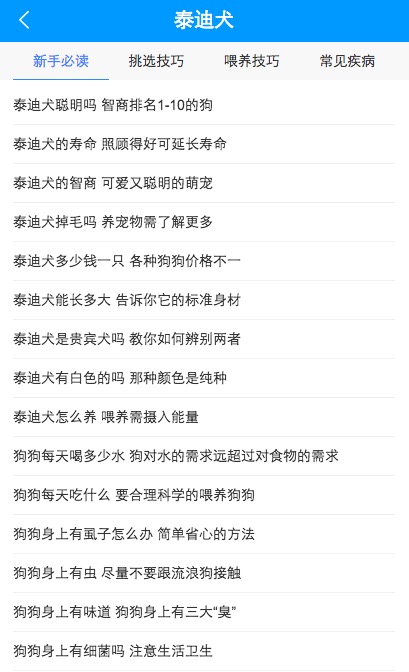 泰迪犬
新手必读 挑选技巧 喂养技巧 常见疾病
泰迪犬聪明吗 智商排名1-10的狗
泰迪犬的寿命 照顾得好可延长寿命
泰迪犬的智商 可爱又聪明的萌宠
泰迪犬掉毛吗 养宠物需了解更多
泰迪犬多少钱一只 各种狗狗价格不一
泰迪犬能长多大 告诉你它的标准身材
泰迪犬是贵宾犬吗 教你如何辨别两者
泰迪犬有白色的吗 那种颜色是纯种
泰迪犬怎么养 喂养需摄入能量
狗狗每天喝多少水 狗对水的需求远超过对食物的需求
狗狗每天吃什么 要合理科学的喂养狗狗
狗狗身上有虱子怎么办 简单省心的方法
狗狗身上有虫 尽量不要跟流浪狗接触
狗狗身上有味道 狗狗身上有三大“臭”
狗狗身上有细菌吗 注意生活卫生